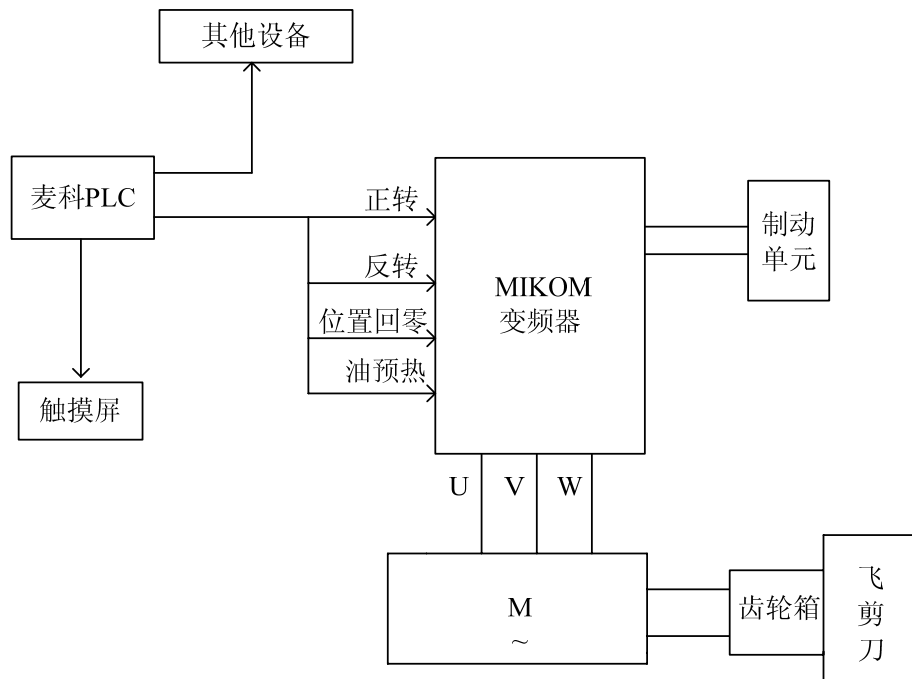 其他设备
麦科PLC
正转
反转
位置回零
油预热
MIKOM
变频器
制动
单元
触摸屏
U
V
W
M
~
齿轮箱
飞
剪
刀